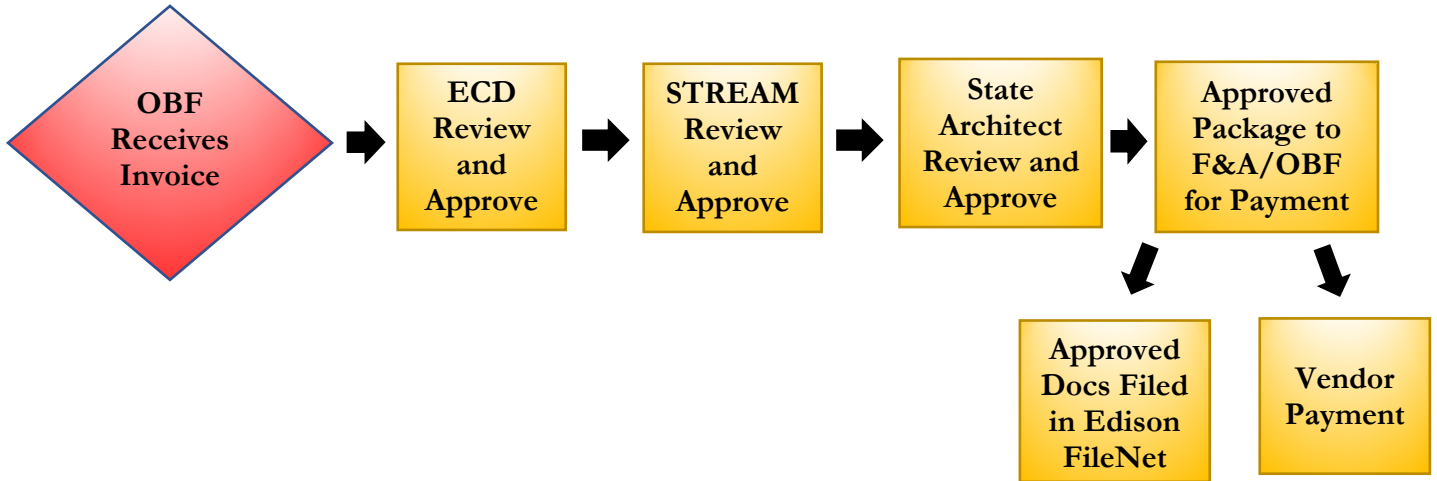 OBF
Receives
Invoice
ECD
Review
and
Approve
STREAM
Review
and
Approve
State
Architect
Review and
Approve
Approved
Package to
F&A/OBF
for Payment
Approved
Docs Filed
in Edison
FileNet
Vendor
Payment